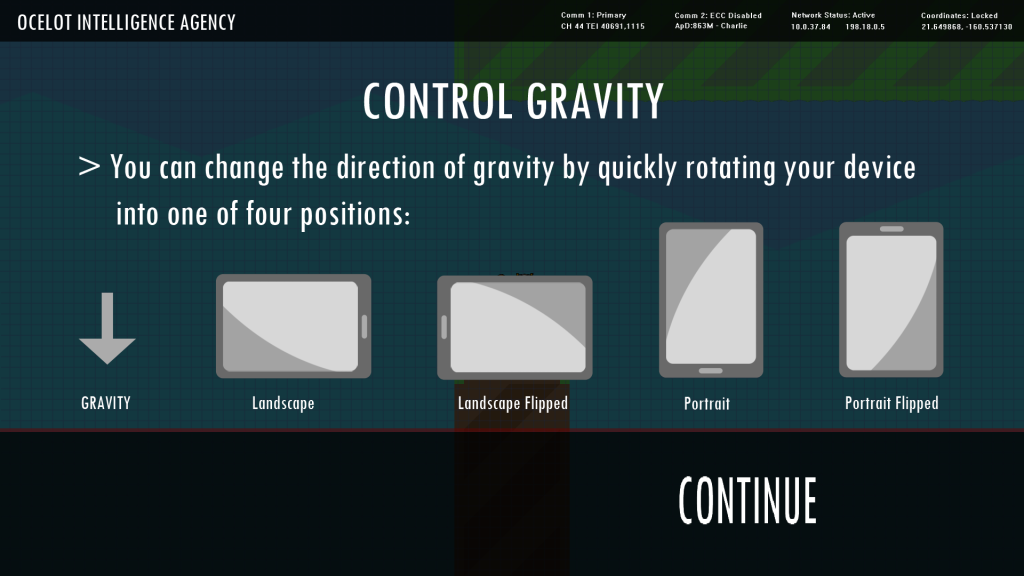 OCELOT INTELLIGENCE AGENCY
Comm 1: Primary
CH 44 TEI 40691,1115
Comm 2: ECC Disabled
ApD:863M - Charlie
Network Status: Active
10.0.37.84 198.18.0.5
Coordinates: Locked
21.649868, -160.537130
CONTROL GRAVITY
> You can change the direction of gravity by quickly rotating your device
into one of four positions:
GRAVITY
Landscape
Landscape Flipped
Portrait
Portrait Flipped
CONTINUE